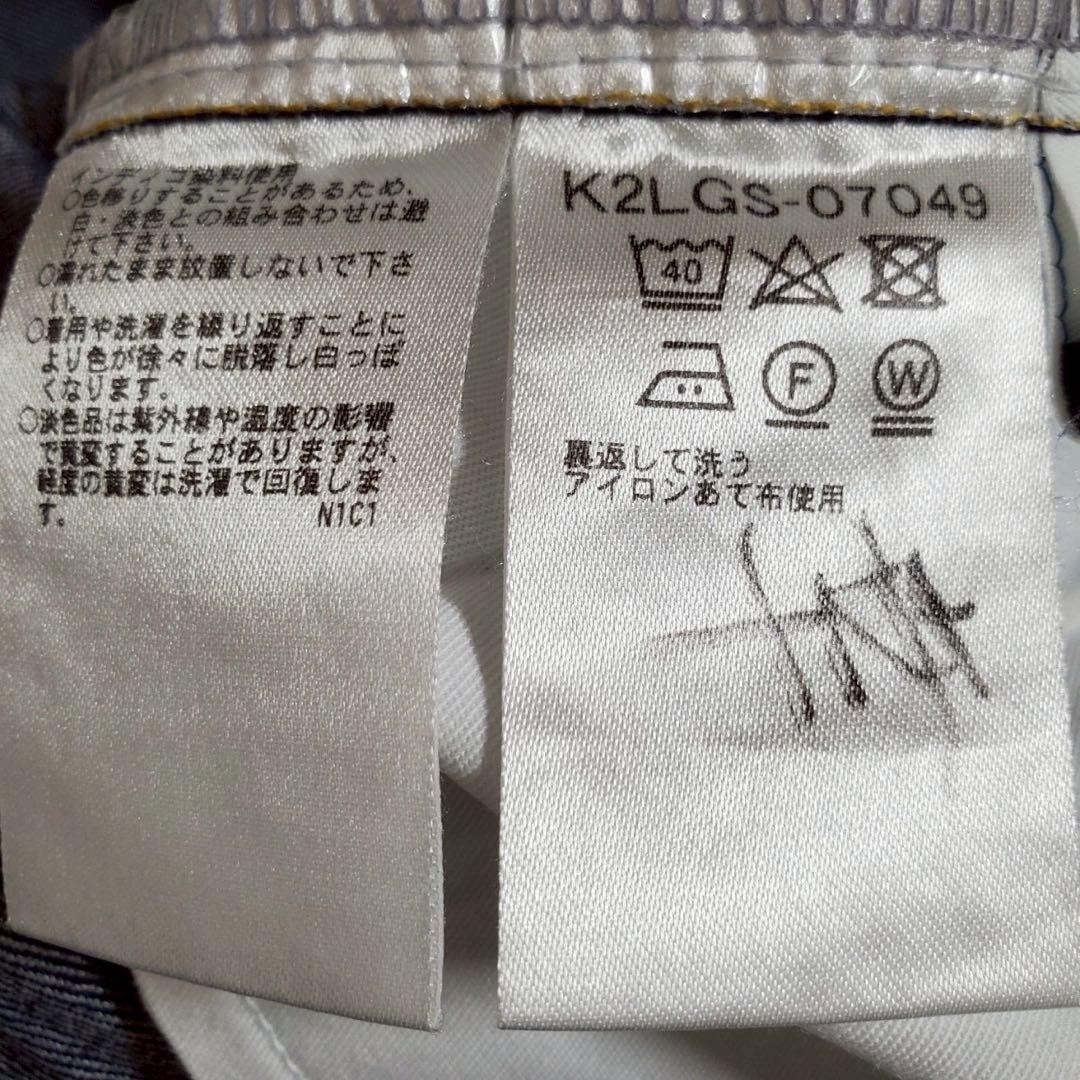 インディゴ染料使用
○色移りすることがあるため、
白・淡色との組み合わせは避
けて下さい。
○濡れたまま放置しないで下さ
い。
○着用や洗濯を繰り返すことに
より色が徐々に脱落し白っぽ
くなります。
○淡色品は紫外線や温度の影響
で黄変することがありますが、
軽度の黄変は洗濯で回復しま
す。
N1C1
K2LGS-07049
40
F
W
裏返して洗う
アイロンあて布使用